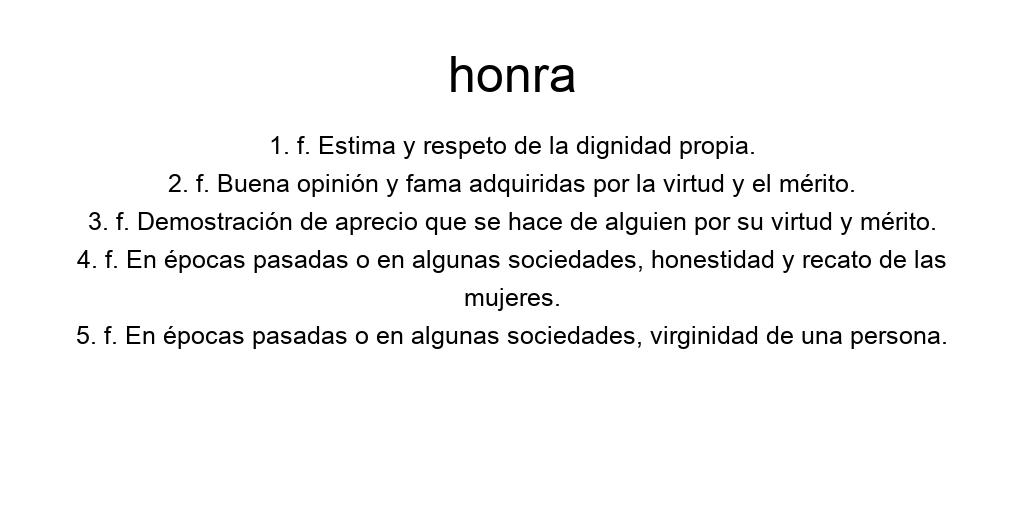 honra
1. f. Estima y respeto de la dignidad propia.
2. f. Buena opinión y fama adquiridas por la virtud y el mérito.
3. f. Demostración de aprecio que se hace de alguien por su virtud y mérito.
4. f. En épocas pasadas o en algunas sociedades, honestidad y recato de las
mujeres.
5. f. En épocas pasadas o en algunas sociedades, virginidad de una persona.